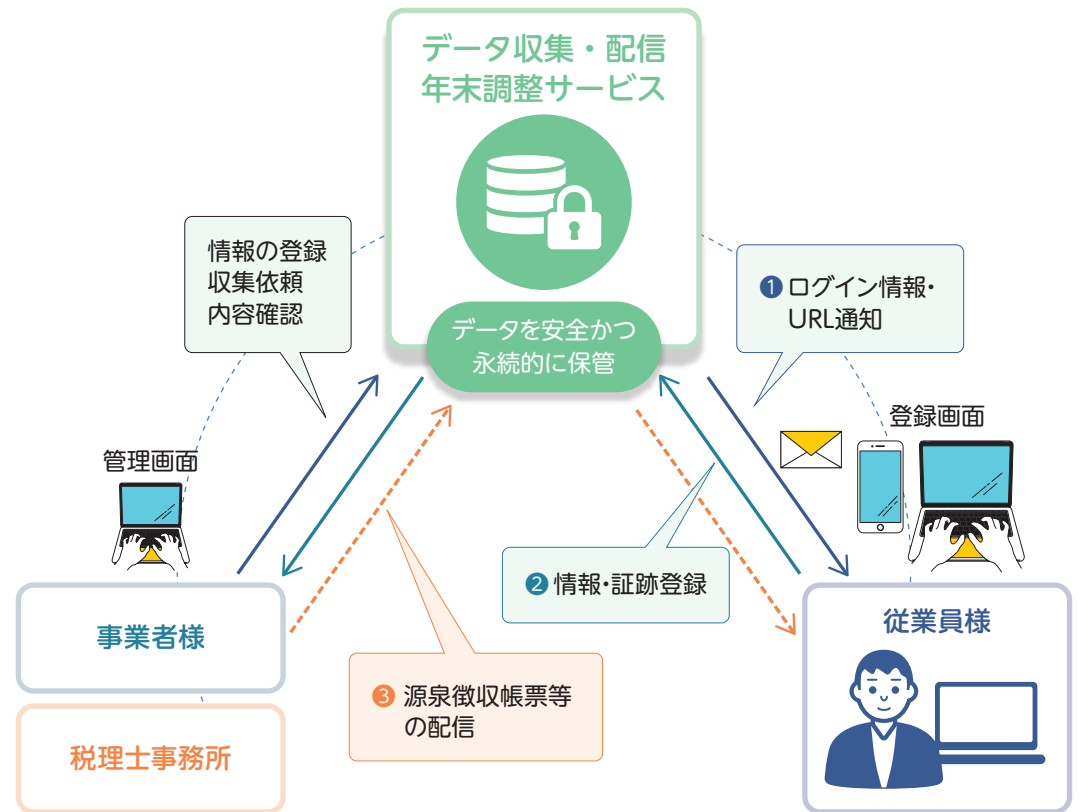 データ収集・配信
年末調整サービス
データを安全かつ
永続的に保管
情報の登録
収集依頼
内容確認
❶ ログイン情報・
URL通知
管理画面
登録画面
❷ 情報・証跡登録
❸ 源泉徴収帳票等
の配信
事業者様
税理士事務所
従業員様